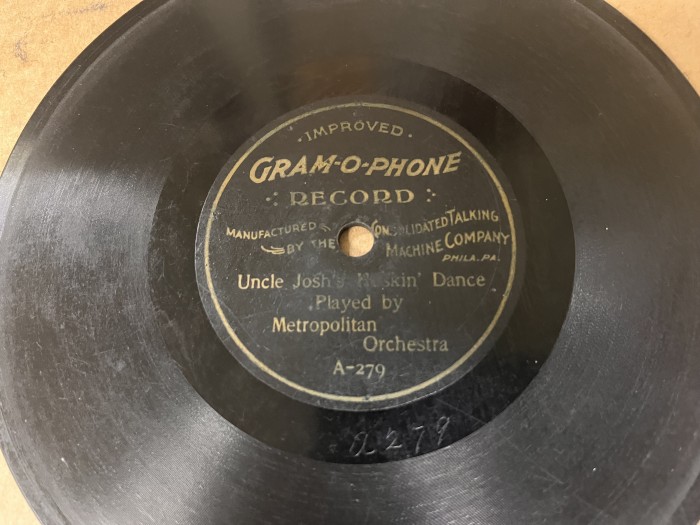 IMPROVED
GRAM-O-PHONE
RECORD
MANUFACTURED BY THE
CONSOLIDATED TALKING MACHINE COMPANY
PHILA. PA.
Uncle Josh's Huskin' Dance
Played by
Metropolitan
Orchestra
A-279
a279